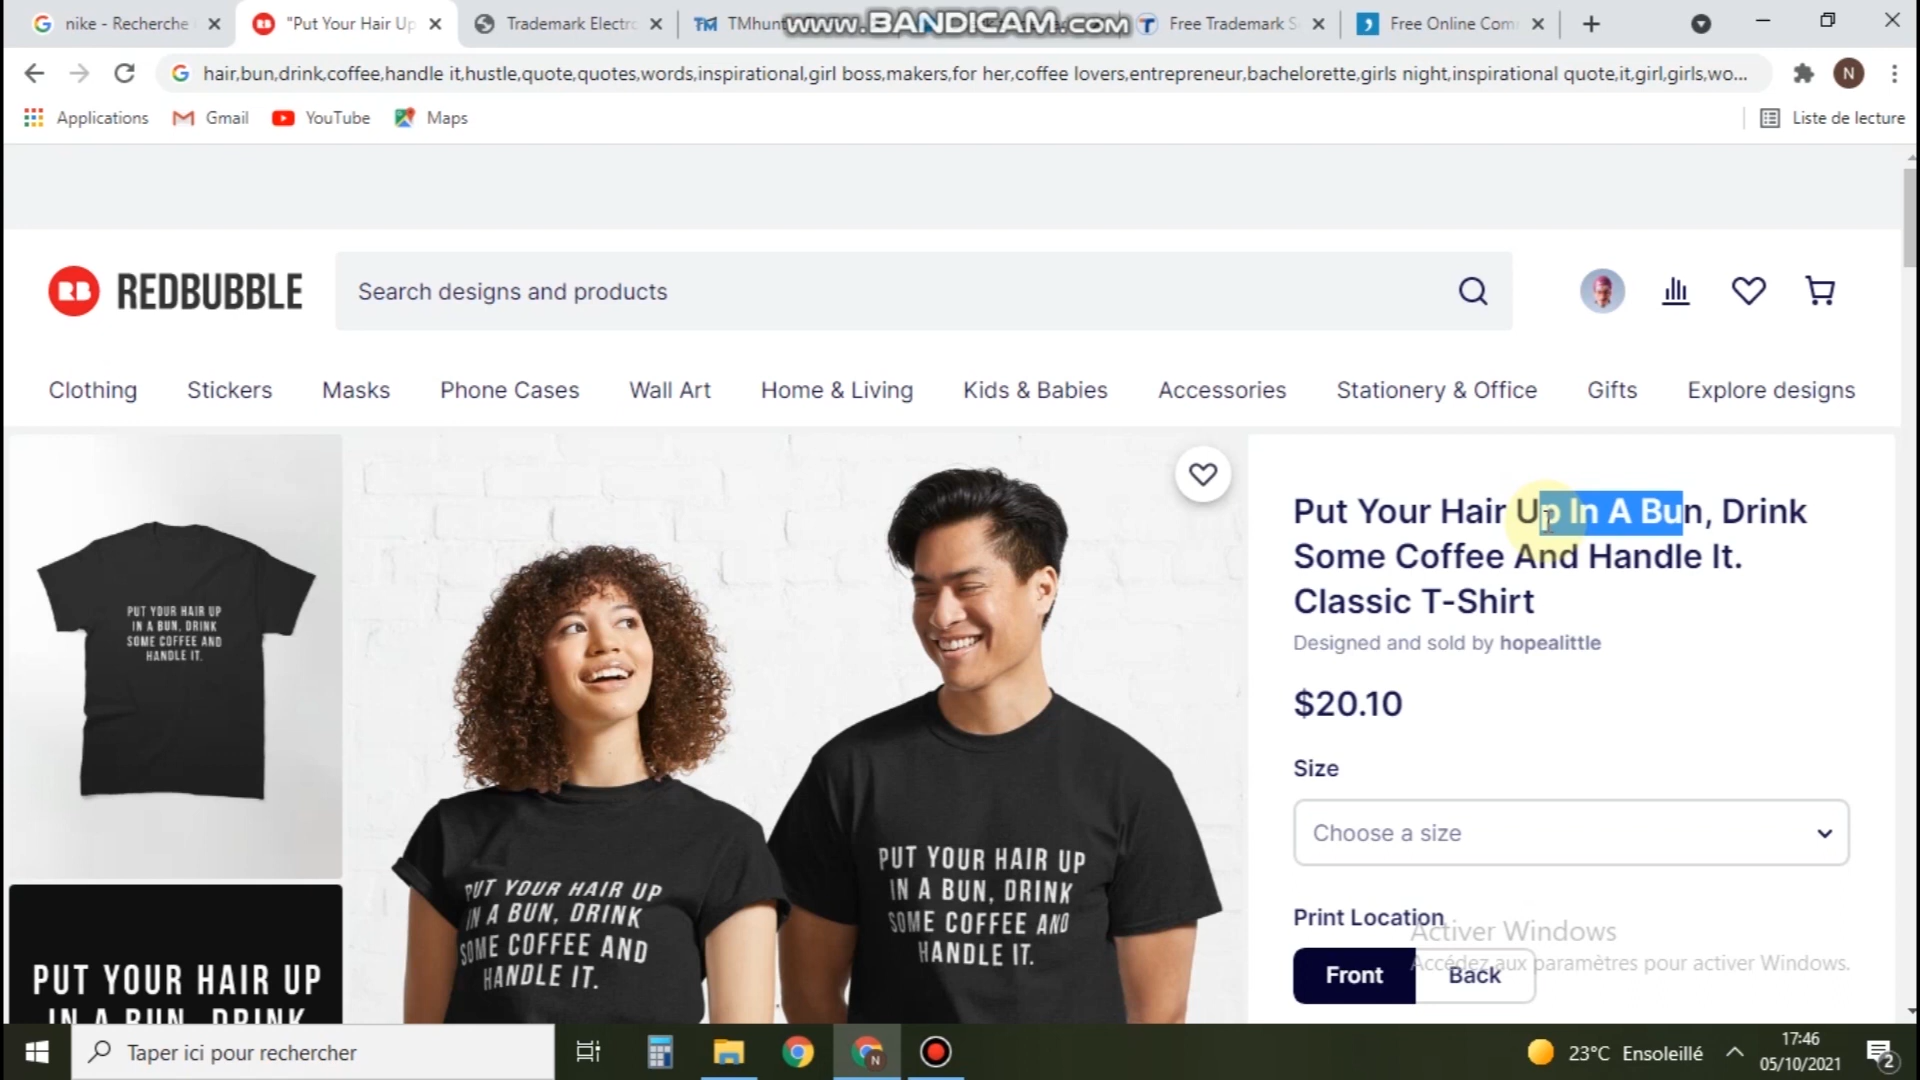 nike - Recherche
"Put Your Hair Up
Trademark Electro
TMhunt
www.BANDICAM.com
Free Trademark S
Free Online Com
hair,bun,drink,coffee,handle it,hustle,quote,quotes,words,inspirational,girl boss,makers,for her,coffee lovers,entrepreneur,bachelorette,girls night,inspirational quote,it,girl,girls,wo...
N
Applications
Gmail
YouTube
Maps
Liste de lecture
RB REDBUBBLE
Search designs and products
Clothing
Stickers
Masks
Phone Cases
Wall Art
Home & Living
Kids & Babies
Accessories
Stationery & Office
Gifts
Explore designs
PUT YOUR HAIR UP
IN A BUN, DRINK
SOME COFFEE AND
HANDLE IT.
PUT YOUR HAIR UP
IN A BUN, DRINK
SOME COFFEE AND
HANDLE IT.
PUT YOUR HAIR UP
IN A BUN, DRINK
SOME COFFEE AND
HANDLE IT.
PUT YOUR HAIR UP
IN A BUN, DRINK
Put Your Hair Up In A Bun, Drink
Some Coffee And Handle It.
Classic T-Shirt
Designed and sold by hopealittle
$20.10
Size
Choose a size
Print Location
Front
Back
Activer Windows
Accédez aux paramètres pour activer Windows.
Taper ici pour rechercher
N
23°C Ensoleillé
17:46
05/10/2021
2